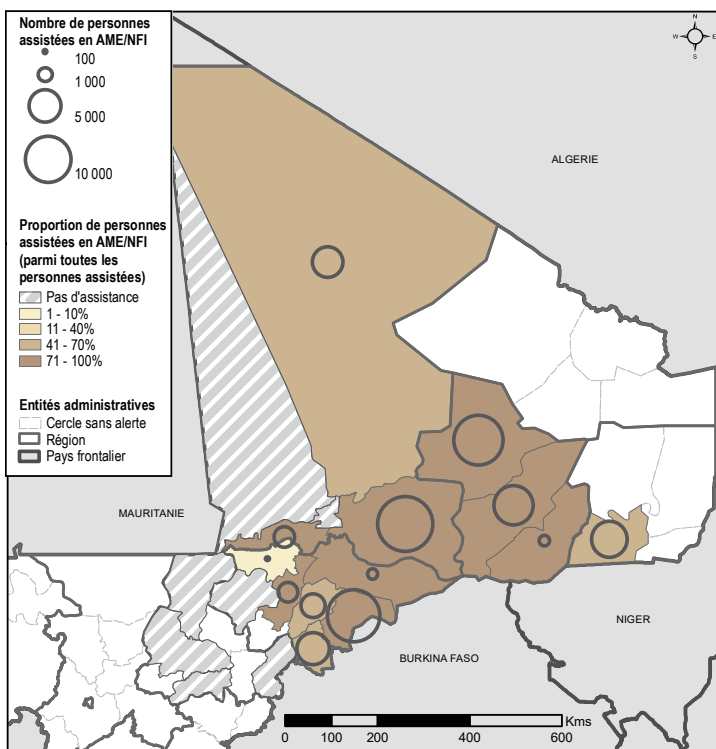 Nombre de personnes
assistées en AME/NFI
100
1 000
5 000
10 000
Proportion de personnes
assistées en AME/NFI
(parmi toutes les
personnes assistées)
Pas d'assistance
1 - 10%
11 - 40%
41 - 70%
71 - 100%
Entités administratives
Cercle sans alerte
Région
Pays frontalier
N
W E
S
ALGERIE
MAURITANIE
NIGER
BURKINA FASO
Kms
0 100 200 400 600